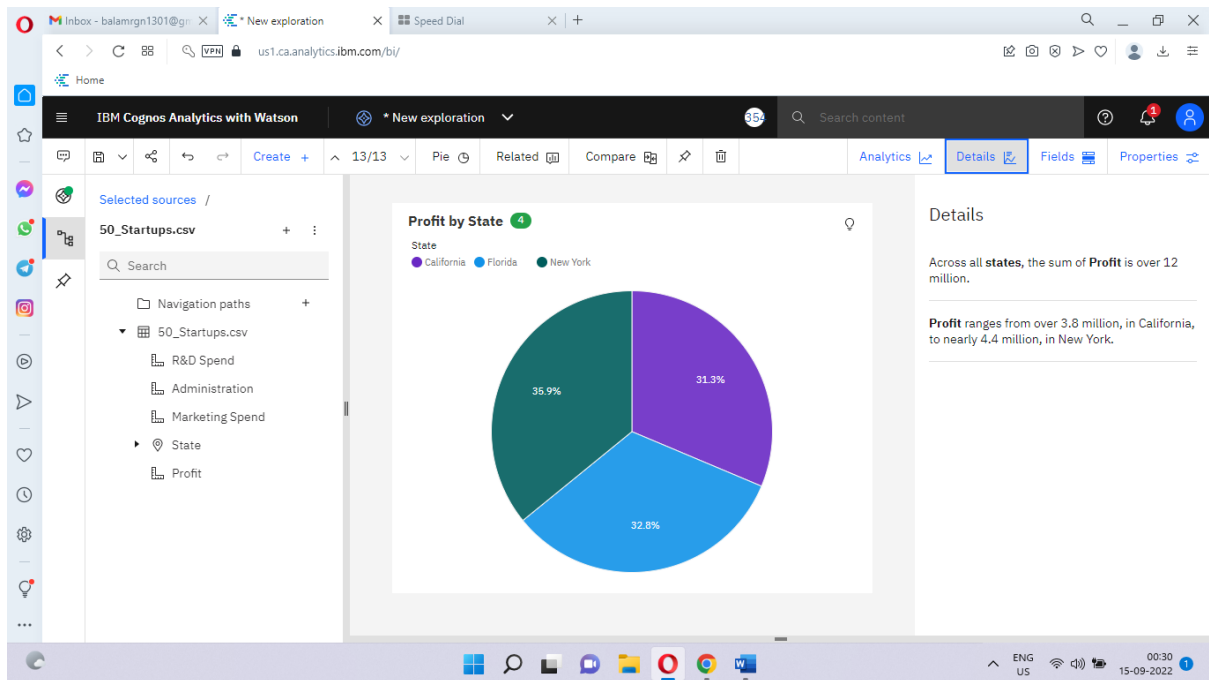 Inbox - balamrgn1301@gn
* New exploration
Speed Dial
VPN
us1.ca.analytics.ibm.com/bi/
Home
IBM Cognos Analytics with Watson
* New exploration
354
Search content
1
Create +
13/13
Pie
Related
Compare
Analytics
Details
Fields
Properties
Selected sources /
50_Startups.csv
Search
Navigation paths
50_Startups.csv
R&D Spend
Administration
Marketing Spend
State
Profit
Profit by State 4
State
California Florida New York
35.9%
31.3%
32.8%
Details
Across all states, the sum of Profit is over 12
million.
Profit ranges from over 3.8 million, in California,
to nearly 4.4 million, in New York.
ENG
US
00:30
15-09-2022
1